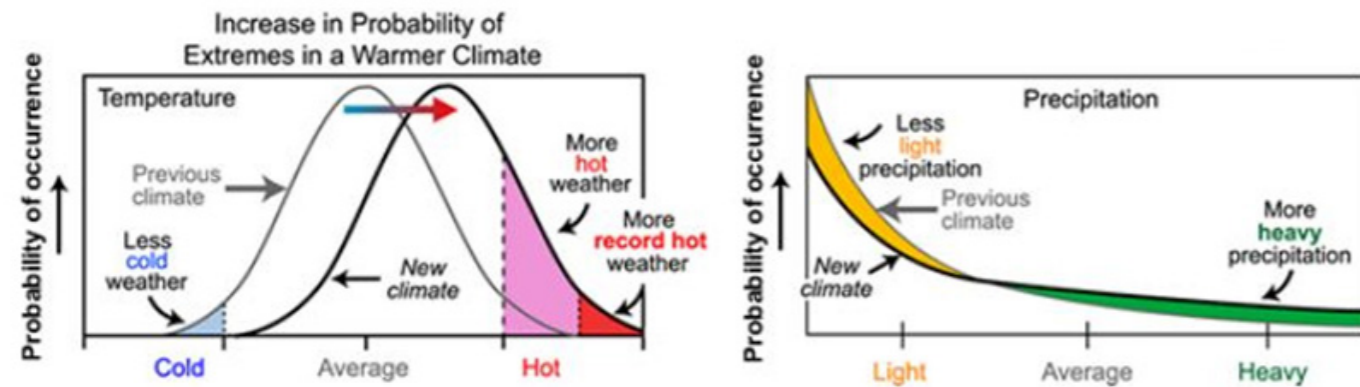 Increase in Probability of
Extremes in a Warmer Climate
Temperature
Probability of occurrence
Previous
climate
Less
cold
weather
New
climate
More
hot
weather
More
record hot
weather
Cold
Average
Hot
Precipitation
Probability of occurrence
Less
light
precipitation
Previous
climate
New
climate
More
heavy
precipitation
Light
Average
Heavy